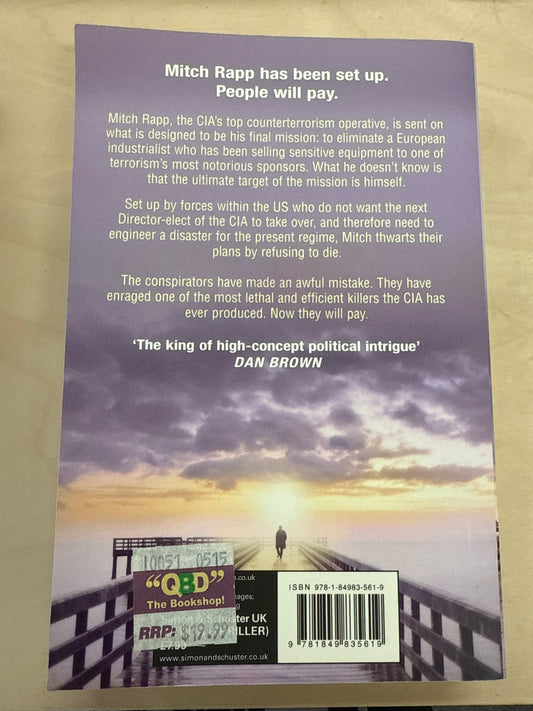 Mitch Rapp has been set up.
People will pay.
Mitch Rapp, the CIA's top counterterrorism operative, is sent on
what is designed to be his final mission: to eliminate a European
industrialist who has been selling sensitive equipment to one of
terrorism's most notorious sponsors. What he doesn't know is
that the ultimate target of the mission is himself.
Set up by forces within the US who do not want the next
Director-elect of the CIA to take over, and therefore need to
engineer a disaster for the present regime, Mitch thwarts their
plans by refusing to die.
The conspirators have made an awful mistake. They have
enraged one of the most lethal and efficient killers the CIA has
ever produced. Now they will pay.
‘The king of high-concept political intrigue’
DAN BROWN
10051 0515
"QBD"
The Bookshop!
RRP: $19.99
.co.uk
Simon & Schuster UK
£7.99
www.simonandschuster.co.uk
ISBN 978-1-84983-561-9
9 781849 835619